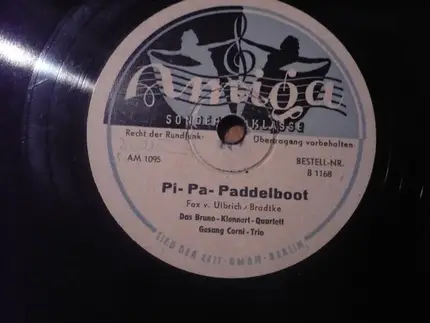 Amiga
SONDER KLASSE
Recht der Rundfunk- Übertragung vorbehalten
AM 1095
BESTELL-NR.
B 1168
Pi-Pa-Paddelboot
Fox v. Ulbrich/Bradtke
Das Bruno-Klennert-Quartett
Gesang Corni-Trio
LIED DER ZEIT · GMBH · BERLIN